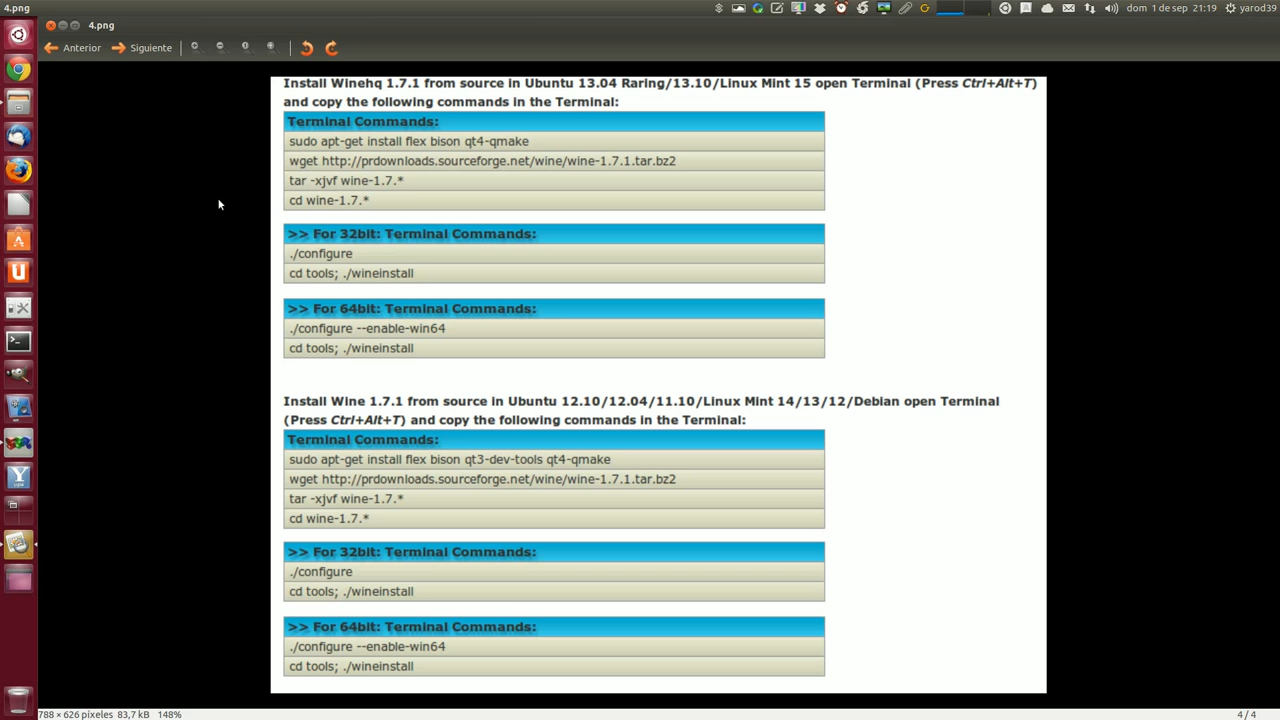 4.png
dom 1 de sep 21:19 yarod39
4.png
Anterior Siguiente
Install Winehq 1.7.1 from source in Ubuntu 13.04 Raring/13.10/Linux Mint 15 open Terminal (Press Ctrl+Alt+T)
and copy the following commands in the Terminal:
Terminal Commands:
sudo apt-get install flex bison qt4-qmake
wget http://prdownloads.sourceforge.net/wine/wine-1.7.1.tar.bz2
tar -xjvf wine-1.7.*
cd wine-1.7.*
>> For 32bit: Terminal Commands:
./configure
cd tools; ./wineinstall
>> For 64bit: Terminal Commands:
./configure --enable-win64
cd tools; ./wineinstall
Install Wine 1.7.1 from source in Ubuntu 12.10/12.04/11.10/Linux Mint 14/13/12/Debian open Terminal
(Press Ctrl+Alt+T) and copy the following commands in the Terminal:
Terminal Commands:
sudo apt-get install flex bison qt3-dev-tools qt4-qmake
wget http://prdownloads.sourceforge.net/wine/wine-1.7.1.tar.bz2
tar -xjvf wine-1.7.*
cd wine-1.7.*
>> For 32bit: Terminal Commands:
./configure
cd tools; ./wineinstall
>> For 64bit: Terminal Commands:
./configure --enable-win64
cd tools; ./wineinstall
788 × 626 píxeles 83,7 kB 148% 4 / 4